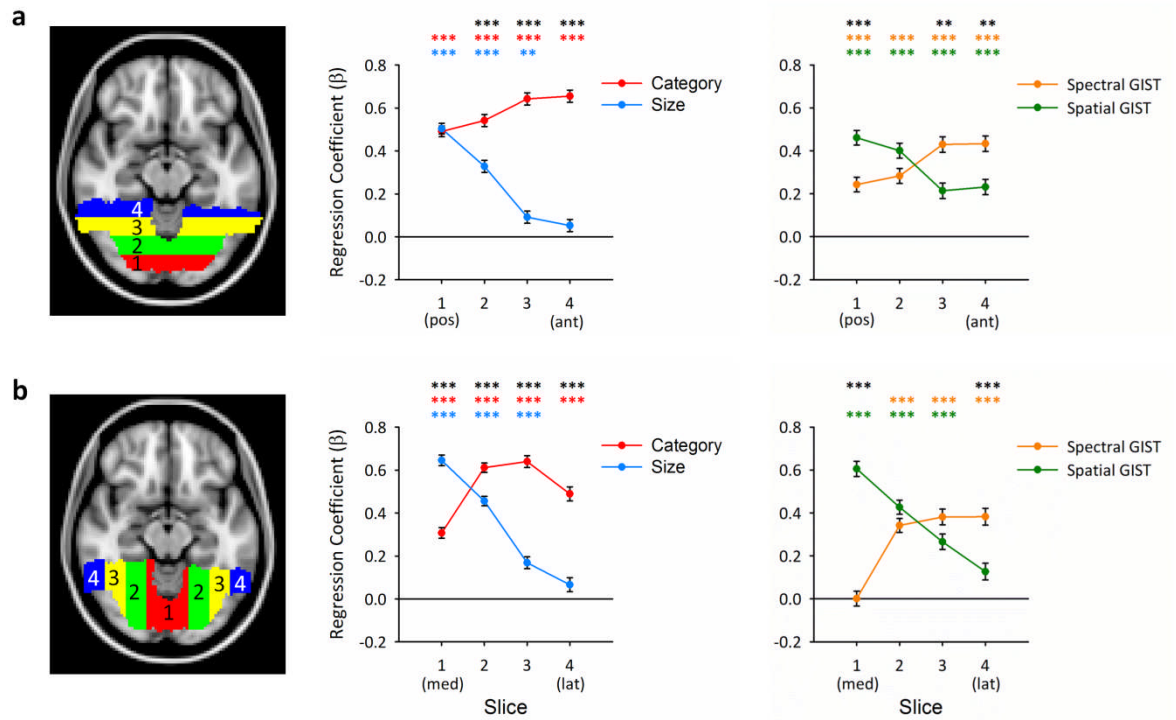 a
*** *** ***
*** *** *** ***
*** *** **
*** ** **
*** *** *** ***
*** *** *** ***
4
3
2
1
Regression Coefficient (β)
0.8
0.6
0.4
0.2
0.0
-0.2
1 2 3 4
(pos) (ant)
Category
Size
0.8
0.6
0.4
0.2
0.0
-0.2
1 2 3 4
(pos) (ant)
Spectral GIST
Spatial GIST
b
*** *** *** ***
*** *** *** ***
*** *** ***
*** ***
*** *** ***
*** *** ***
4 3 2 1 2 3 4
Regression Coefficient (β)
0.8
0.6
0.4
0.2
0.0
-0.2
1 2 3 4
(med) (lat)
Slice
Category
Size
0.8
0.6
0.4
0.2
0.0
-0.2
1 2 3 4
(med) (lat)
Slice
Spectral GIST
Spatial GIST